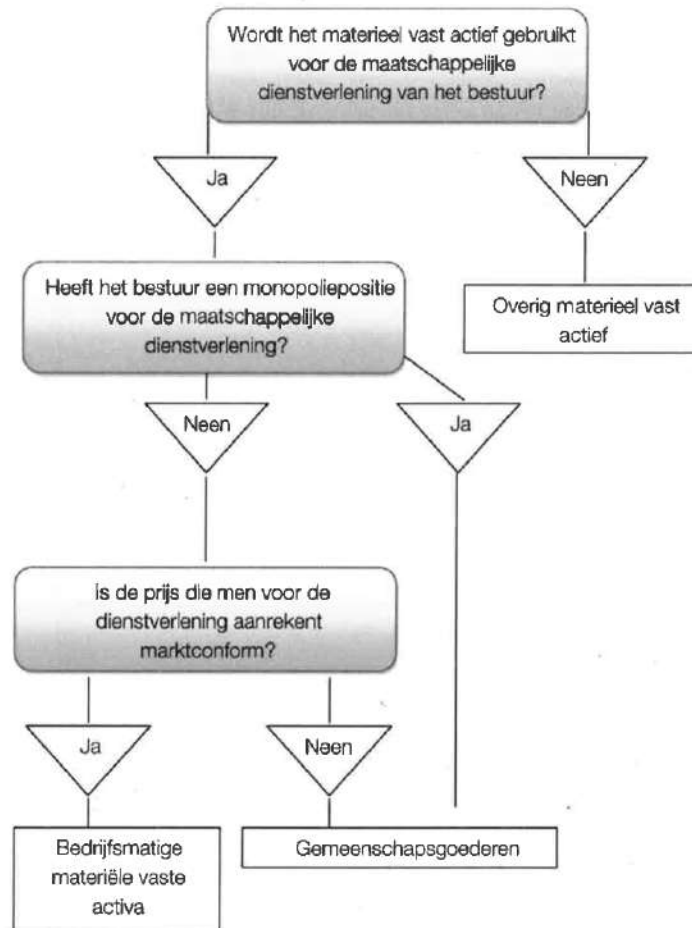 Wordt het materieel vast actief gebruikt
voor de maatschappelijke
dienstverlening van het bestuur?
Ja
Neen
Heeft het bestuur een monopoliepositie
voor de maatschappelijke
dienstverlening?
Overig materieel vast
actief
Neen
Ja
Is de prijs die men voor de
dienstverlening aanrekent
marktconform?
Ja
Neen
Bedrijfsmatige
materiële vaste
activa
Gemeenschapsgoederen